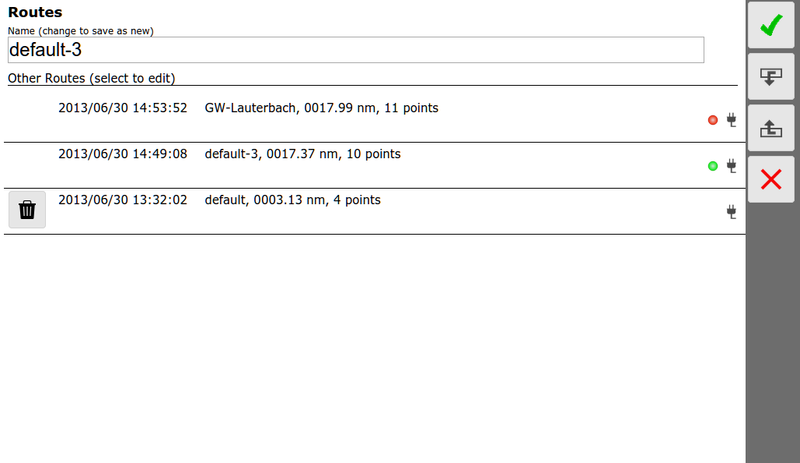 Routes
Name (change to save as new)
default-3
Other Routes (select to edit)
2013/06/30 14:53:52 GW-Lauterbach, 0017.99 nm, 11 points
2013/06/30 14:49:08 default-3, 0017.37 nm, 10 points
2013/06/30 13:32:02 default, 0003.13 nm, 4 points